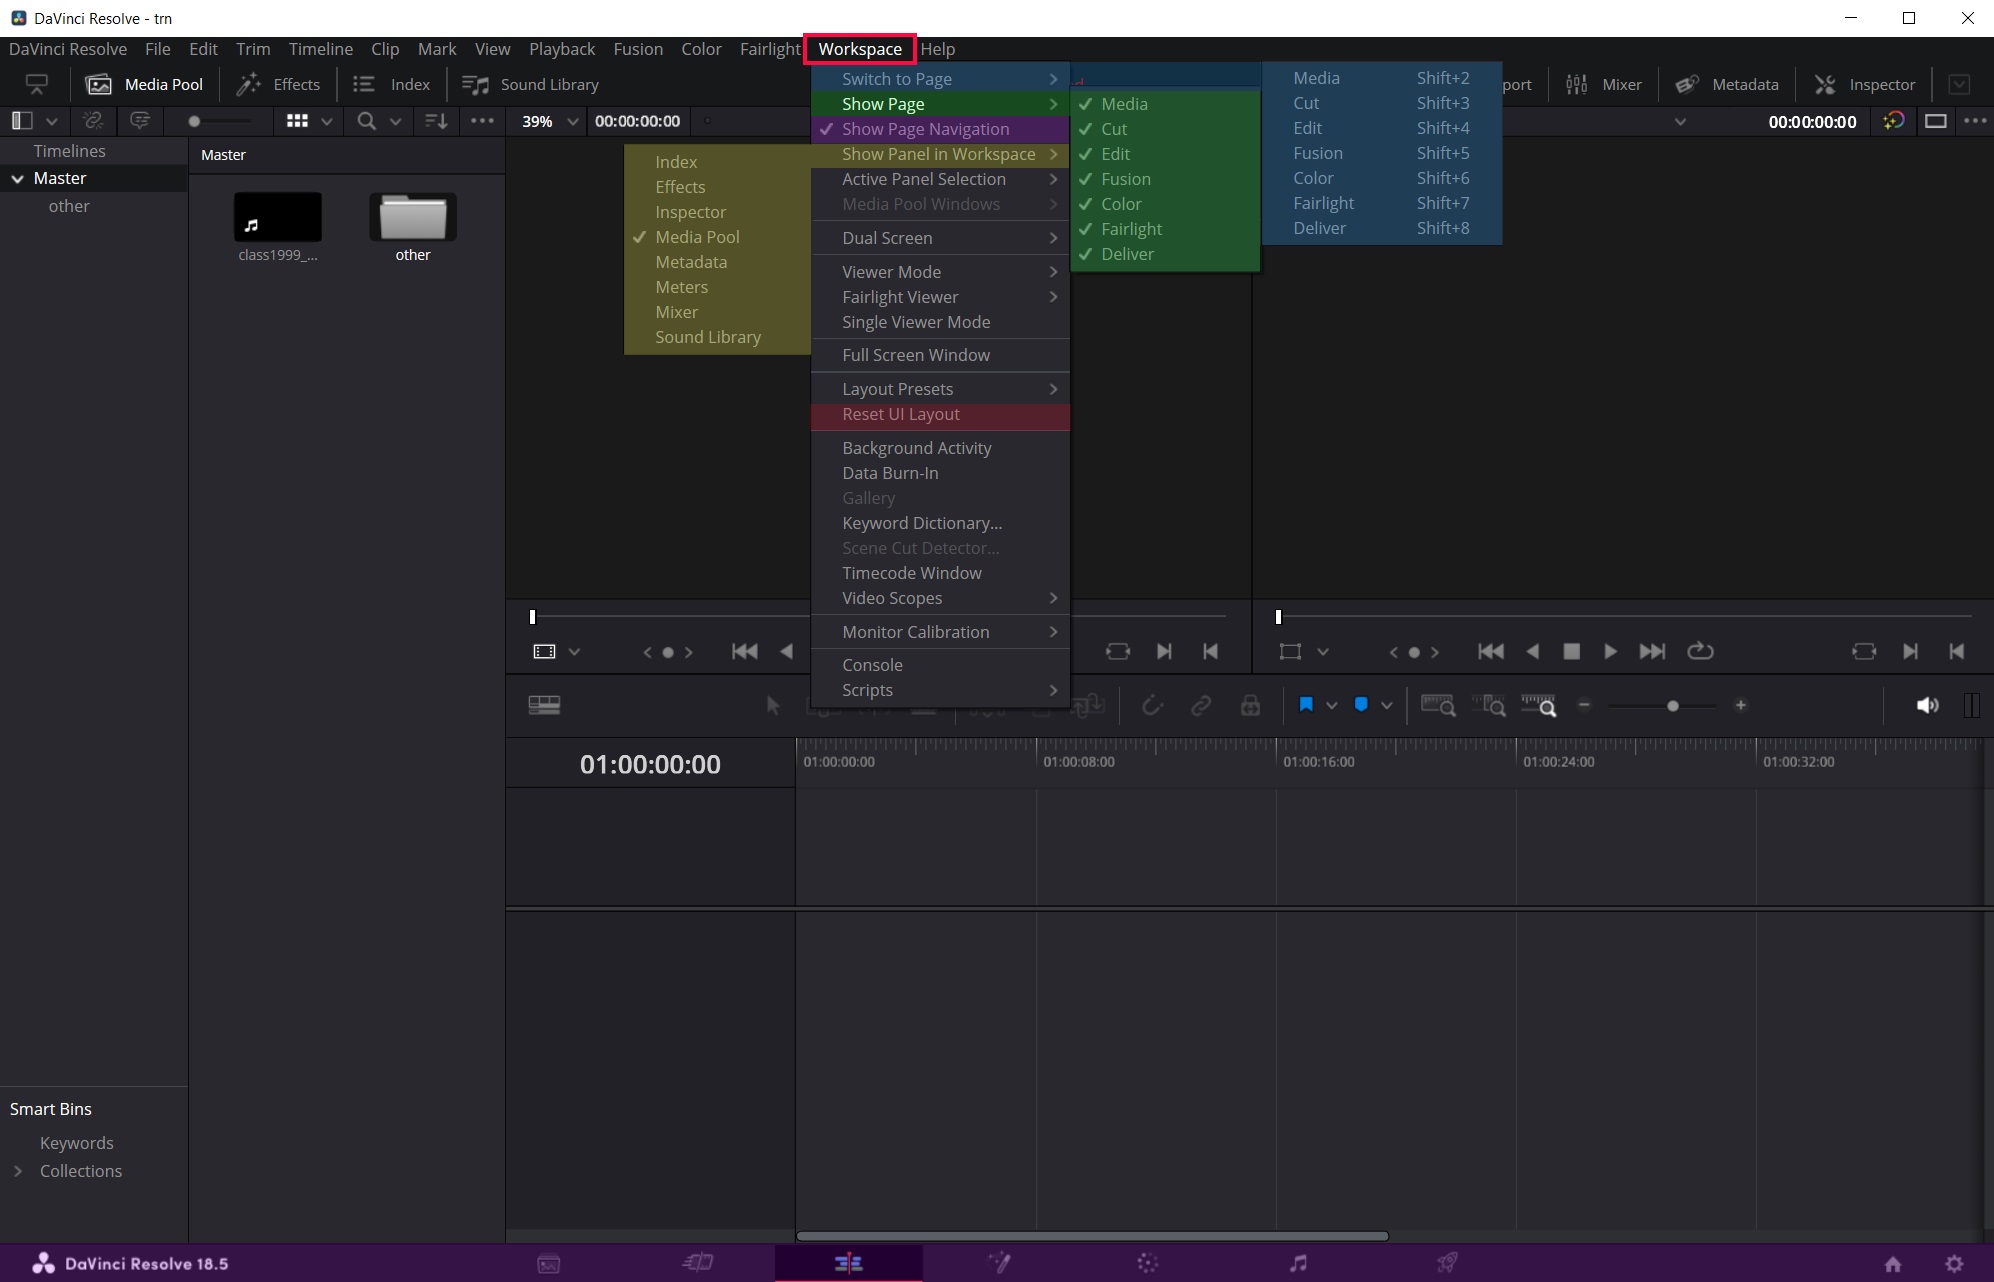 DaVinci Resolve - trn
DaVinci Resolve File Edit Trim Timeline Clip Mark View Playback Fusion Color Fairlight Workspace Help
Media Pool Effects Index Sound Library
port Mixer Metadata Inspector
39% 00:00:00:00
00:00:00:00
Timelines
Master
other
Master
class1999_...
other
Switch to Page
Show Page
Show Page Navigation
Show Panel in Workspace
Active Panel Selection
Media Pool Windows
Dual Screen
Viewer Mode
Fairlight Viewer
Single Viewer Mode
Full Screen Window
Layout Presets
Reset UI Layout
Background Activity
Data Burn-In
Gallery
Keyword Dictionary...
Scene Cut Detector...
Timecode Window
Video Scopes
Monitor Calibration
Console
Scripts
Index
Effects
Inspector
Media Pool
Metadata
Meters
Mixer
Sound Library
Media
Cut
Edit
Fusion
Color
Fairlight
Deliver
Media Shift+2
Cut Shift+3
Edit Shift+4
Fusion Shift+5
Color Shift+6
Fairlight Shift+7
Deliver Shift+8
01:00:00:00
01:00:00:00 01:00:08:00 01:00:16:00 01:00:24:00 01:00:32:00
Smart Bins
Keywords
Collections
DaVinci Resolve 18.5